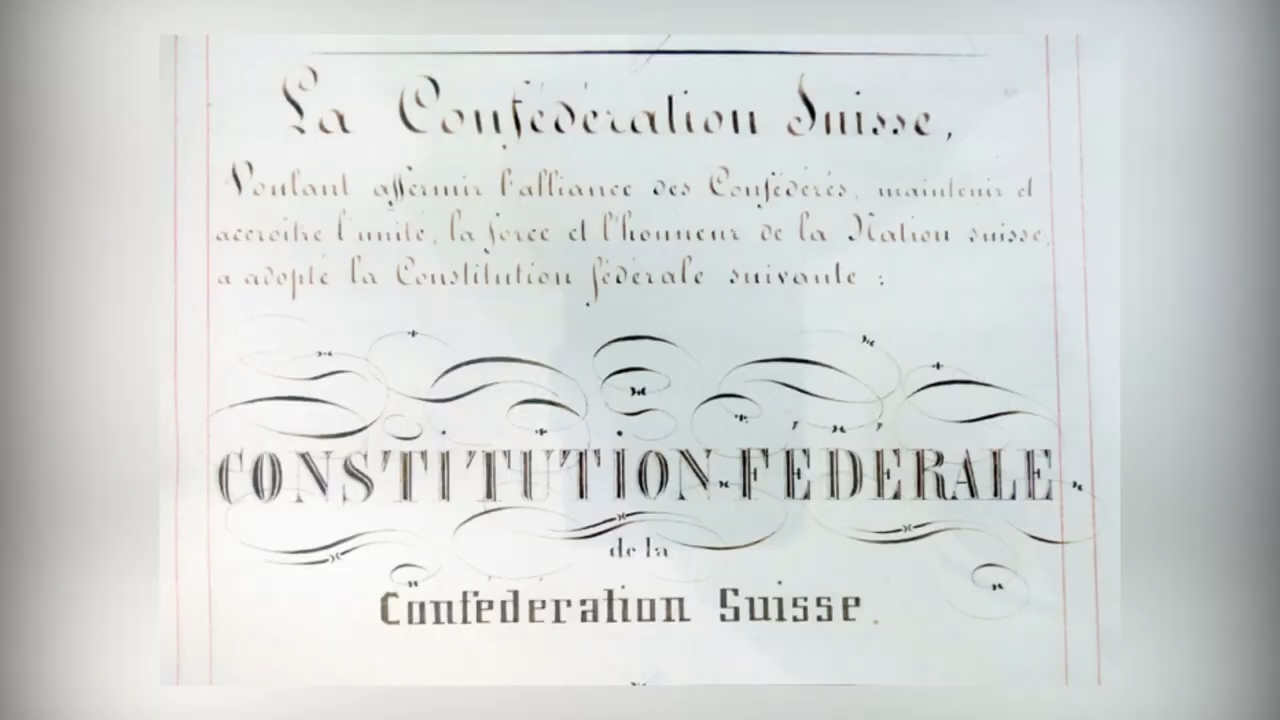 La Confédération Suisse,
Voulant affermir l'alliance des Confédérés, maintenir et
accroître l'unité, la force et l'honneur de la Nation suisse,
a adopté la Constitution fédérale suivante :
CONSTITUTION FÉDÉRALE
de la
Confédération Suisse.